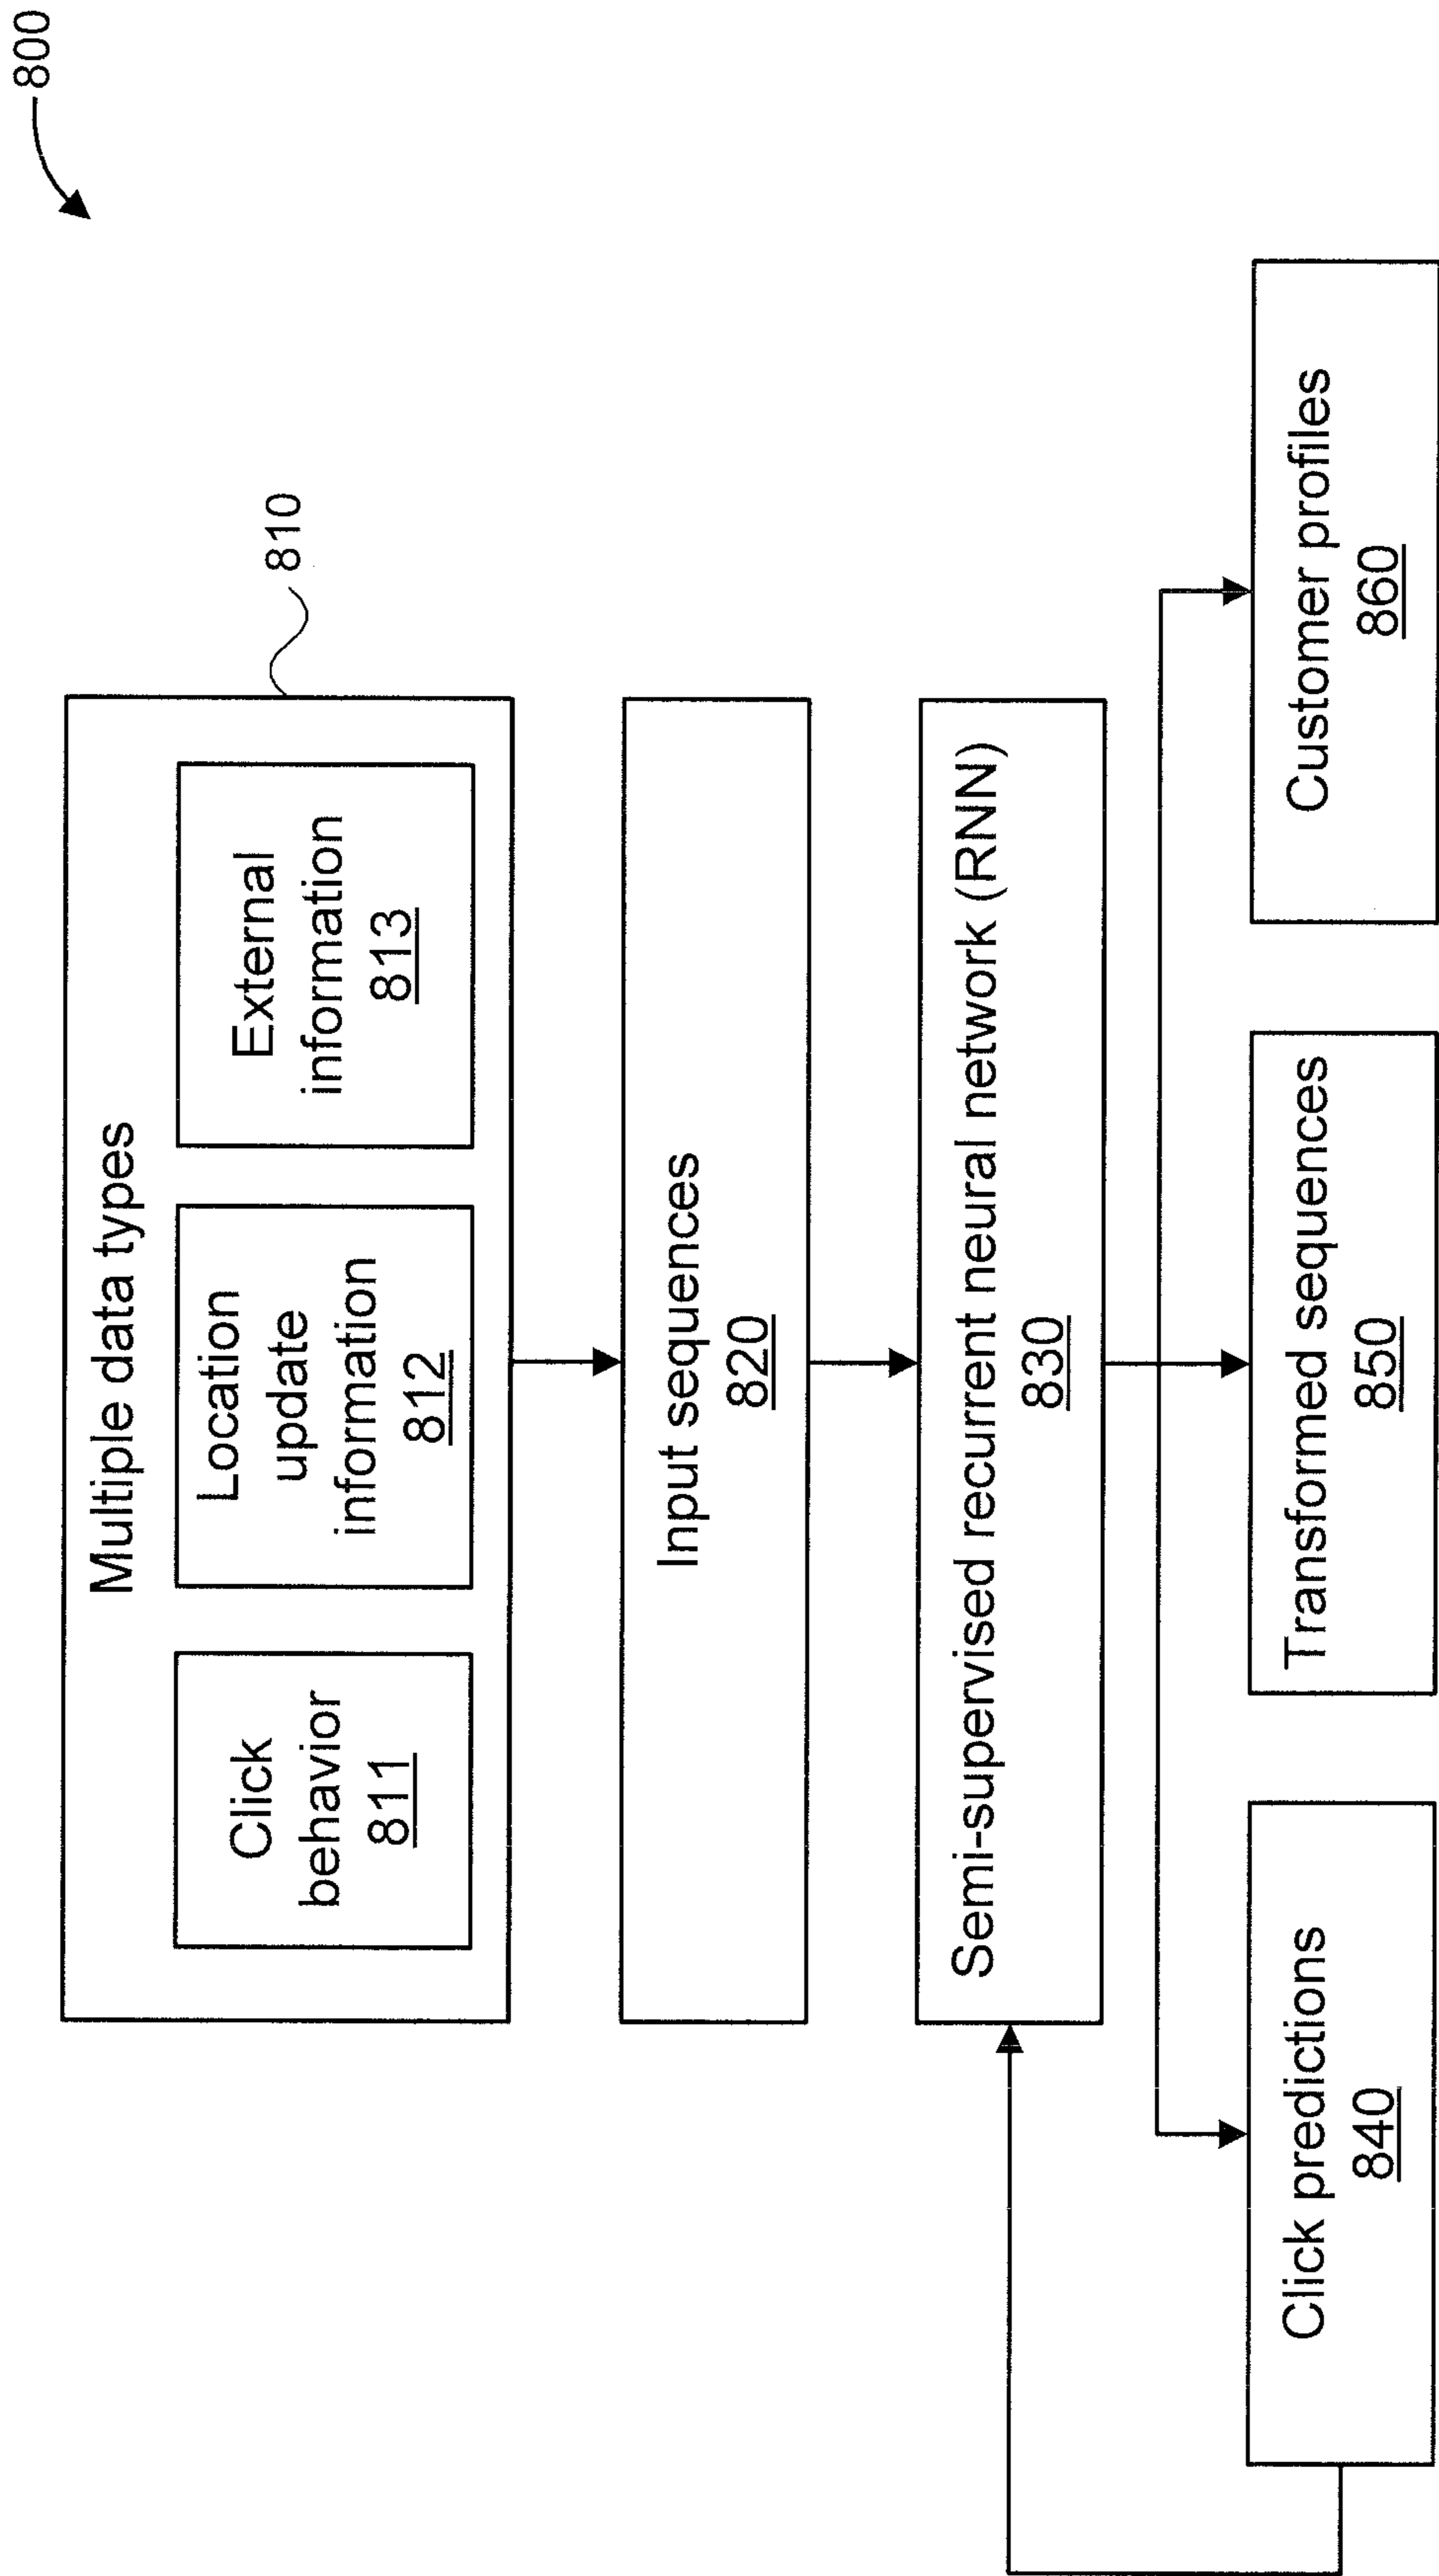 800
810
Multiple data types
Click
behavior
811
Location
update
information
812
External
information
813
Input sequences
820
Semi-supervised recurrent neural network (RNN)
830
Click predictions
840
Transformed sequences
850
Customer profiles
860